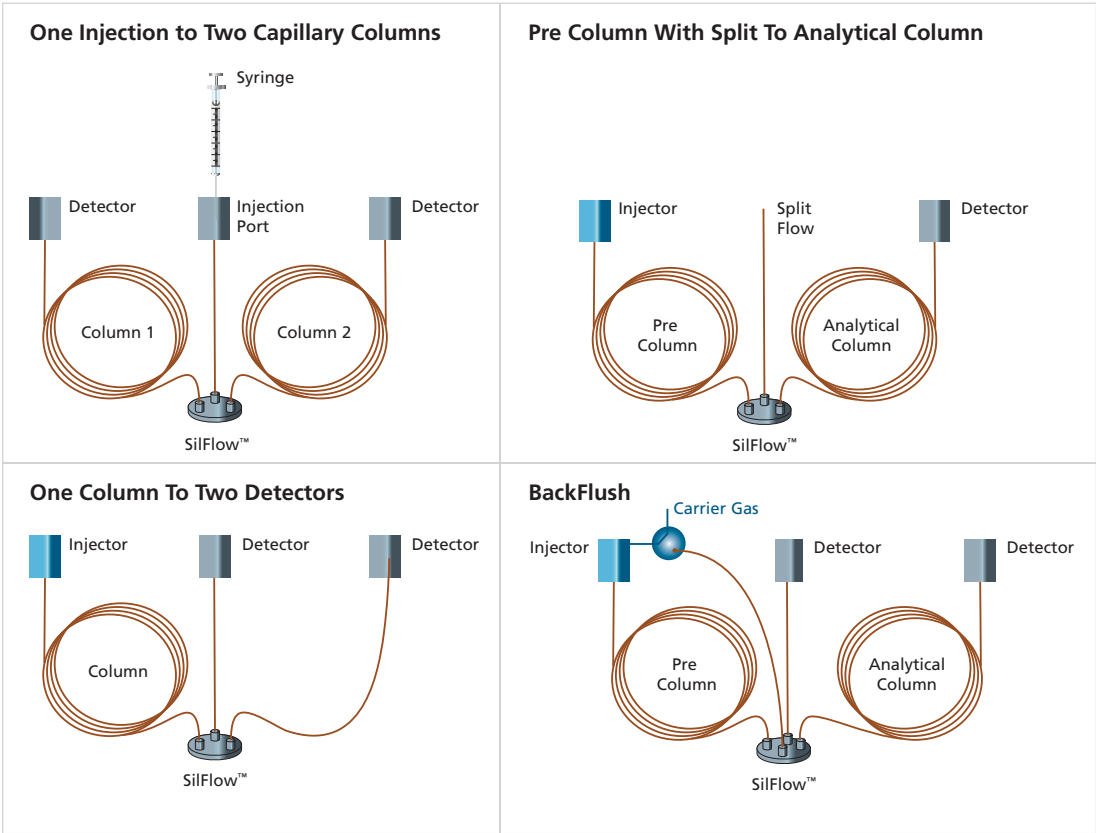 One Injection to Two Capillary Columns
Syringe
Detector
Injection
Port
Detector
Column 1
Column 2
SilFlow™
Pre Column With Split To Analytical Column
Injector
Split
Flow
Detector
Pre
Column
Analytical
Column
SilFlow™
One Column To Two Detectors
Injector
Detector
Detector
Column
SilFlow™
BackFlush
Carrier Gas
Injector
Detector
Detector
Pre
Column
Analytical
Column
SilFlow™